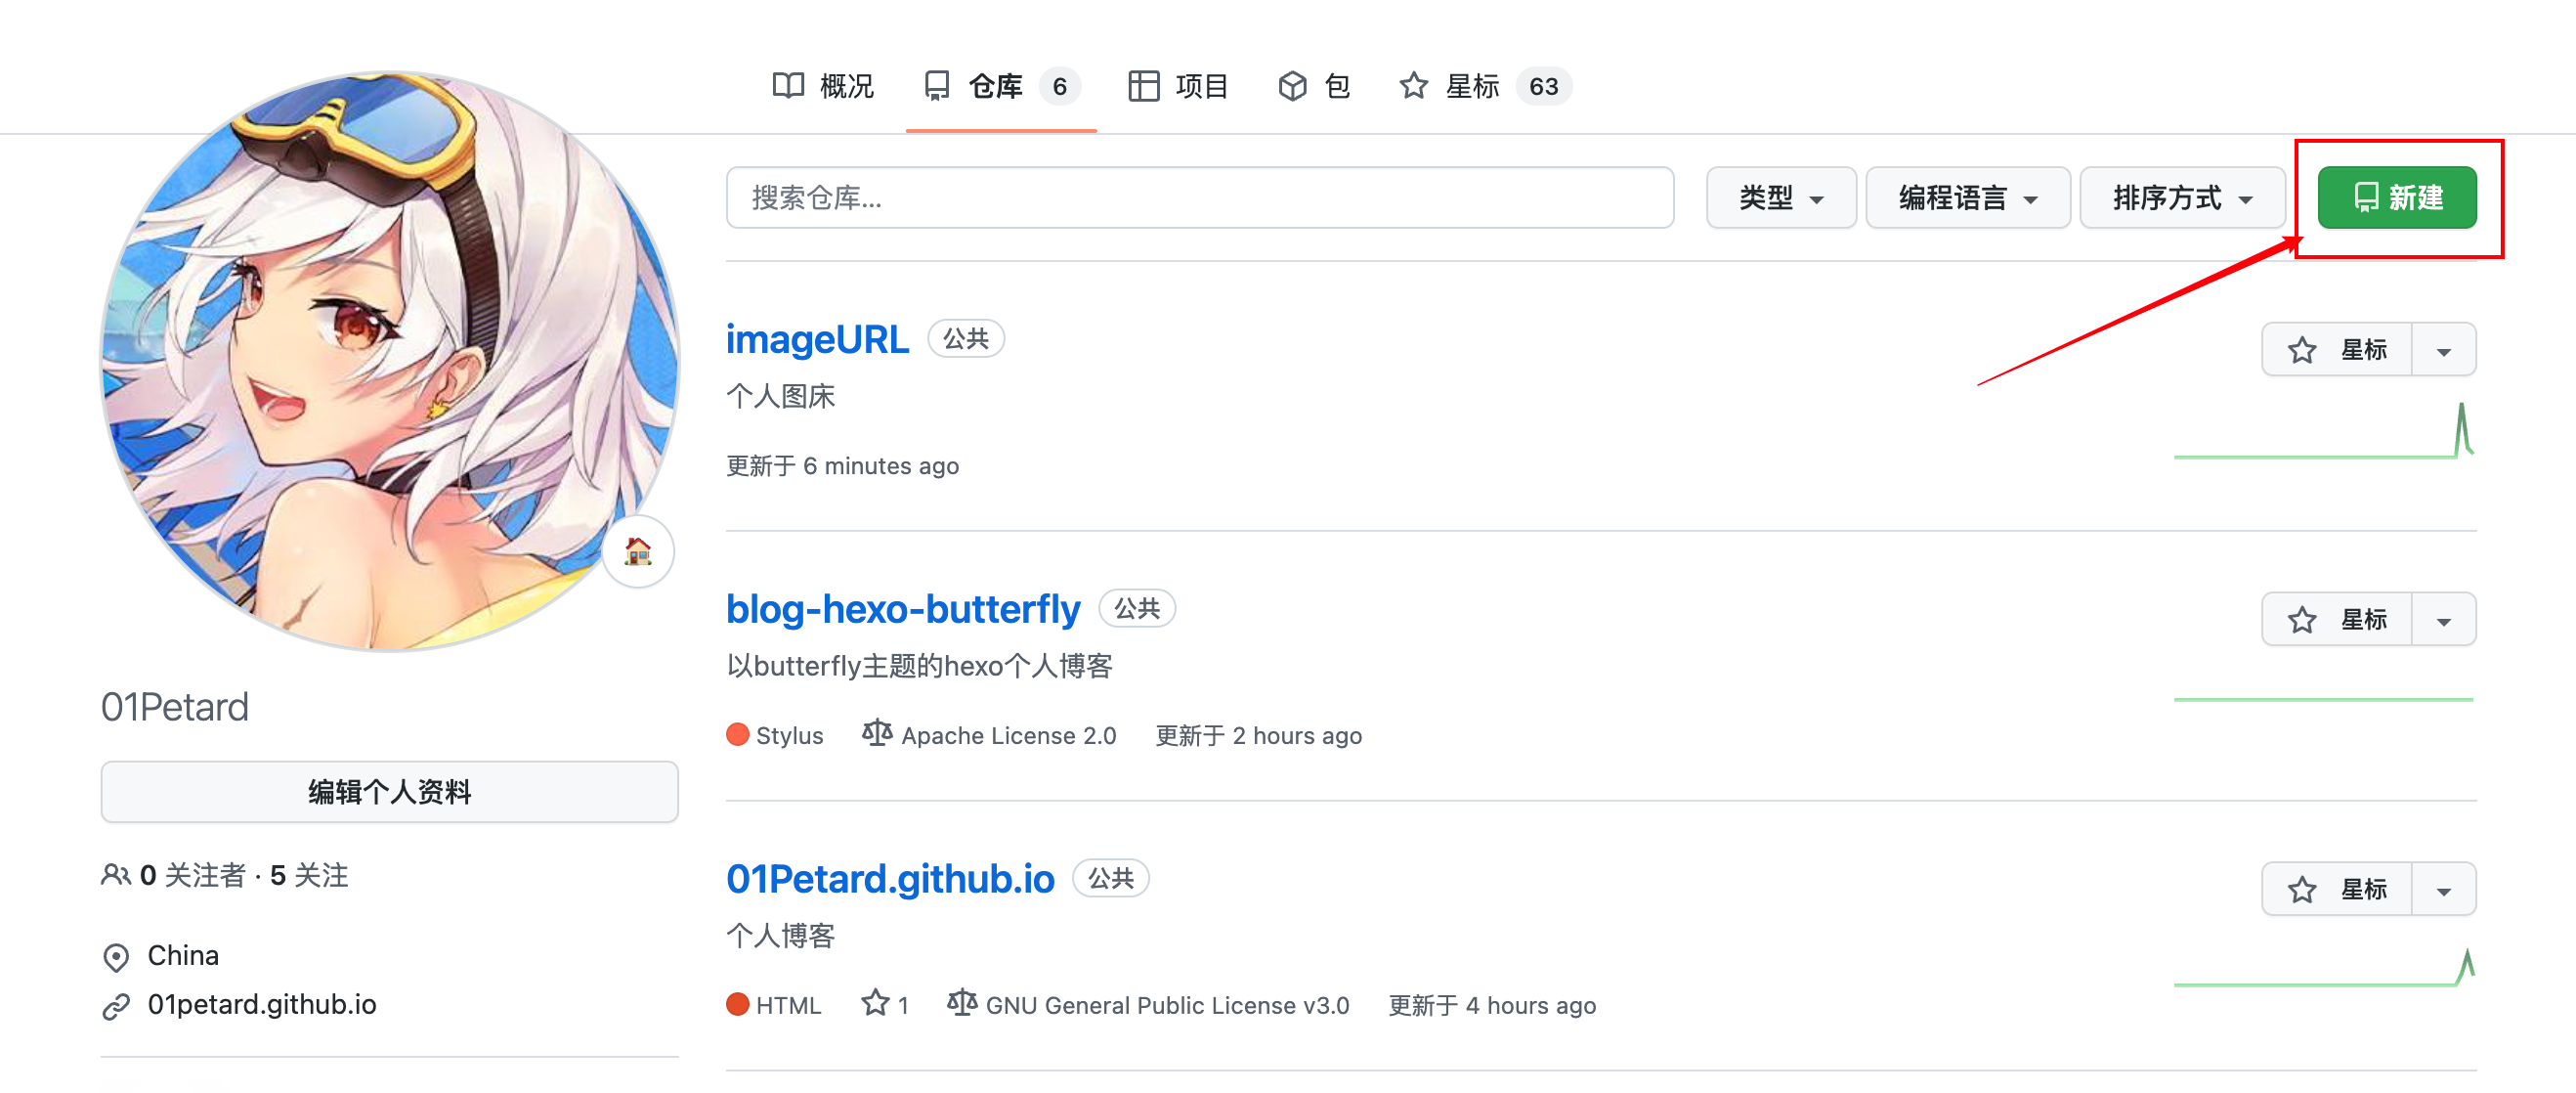 概况 仓库 6 项目 包 星标 63
搜索仓库... 类型 编程语言 排序方式 新建
imageURL 公共 星标
个人图床
更新于 6 minutes ago
blog-hexo-butterfly 公共 星标
以butterfly主题的hexo个人博客
Stylus Apache License 2.0 更新于 2 hours ago
01Petard.github.io 公共 星标
个人博客
HTML 1 GNU General Public License v3.0 更新于 4 hours ago
01Petard
编辑个人资料
0 关注者 · 5 关注
China
01petard.github.io